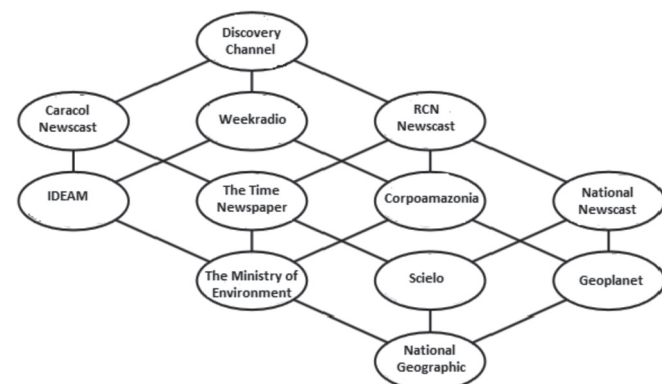 Discovery
Channel
Caracol
Newscast
Weekradio
RCN
Newscast
IDEAM
The Time
Newspaper
Corpoamazonia
National
Newscast
The Ministry of
Environment
Scielo
Geoplanet
National
Geographic